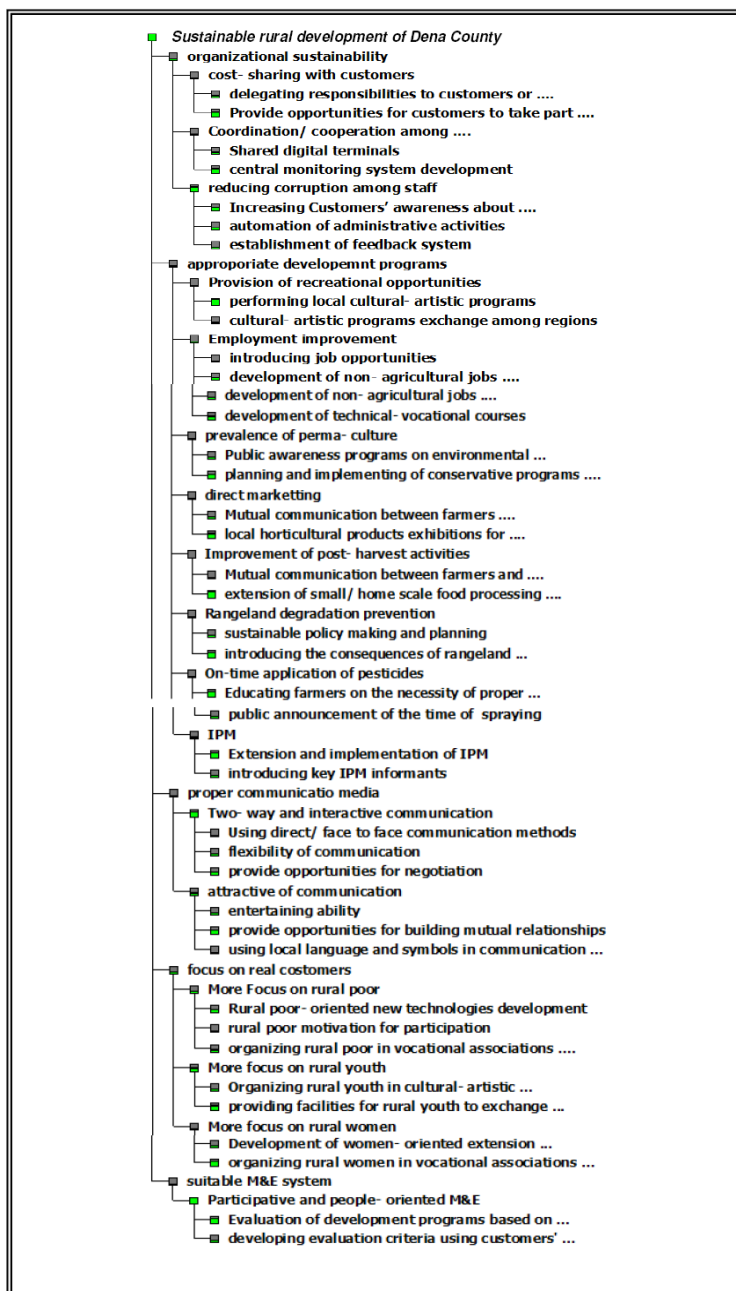 Sustainable rural development of Dena County
organizational sustainability
cost- sharing with customers
delegating responsibilities to customers or ....
Provide opportunities for customers to take part ....
Coordination/ cooperation among ....
Shared digital terminals
central monitoring system development
reducing corruption among staff
Increasing Customers’ awareness about ....
automation of administrative activities
establishment of feedback system
approporiate developemnt programs
Provision of recreational opportunities
performing local cultural- artistic programs
cultural- artistic programs exchange among regions
Employment improvement
introducing job opportunities
development of non- agricultural jobs ....
development of non- agricultural jobs ....
development of technical- vocational courses
prevalence of perma- culture
Public awareness programs on environmental ...
planning and implementing of conservative programs ....
direct marketting
Mutual communication between farmers ....
local horticultural products exhibitions for ....
Improvement of post- harvest activities
Mutual communication between farmers and ....
extension of small/ home scale food processing ....
Rangeland degradation prevention
sustainable policy making and planning
introducing the consequences of rangeland ...
On-time application of pesticides
Educating farmers on the necessity of proper ...
public announcement of the time of spraying
IPM
Extension and implementation of IPM
introducing key IPM informants
proper communicatio media
Two- way and interactive communication
Using direct/ face to face communication methods
flexibility of communication
provide opportunities for negotiation
attractive of communication
entertaining ability
provide opportunities for building mutual relationships
using local language and symbols in communication ...
focus on real costomers
More Focus on rural poor
Rural poor- oriented new technologies development
rural poor motivation for participation
organizing rural poor in vocational associations ....
More focus on rural youth
Organizing rural youth in cultural- artistic ...
providing facilities for rural youth to exchange ...
More focus on rural women
Development of women- oriented extension ...
organizing rural women in vocational associations ...
suitable M&E system
Participative and people- oriented M&E
Evaluation of development programs based on ...
developing evaluation criteria using customers' ...